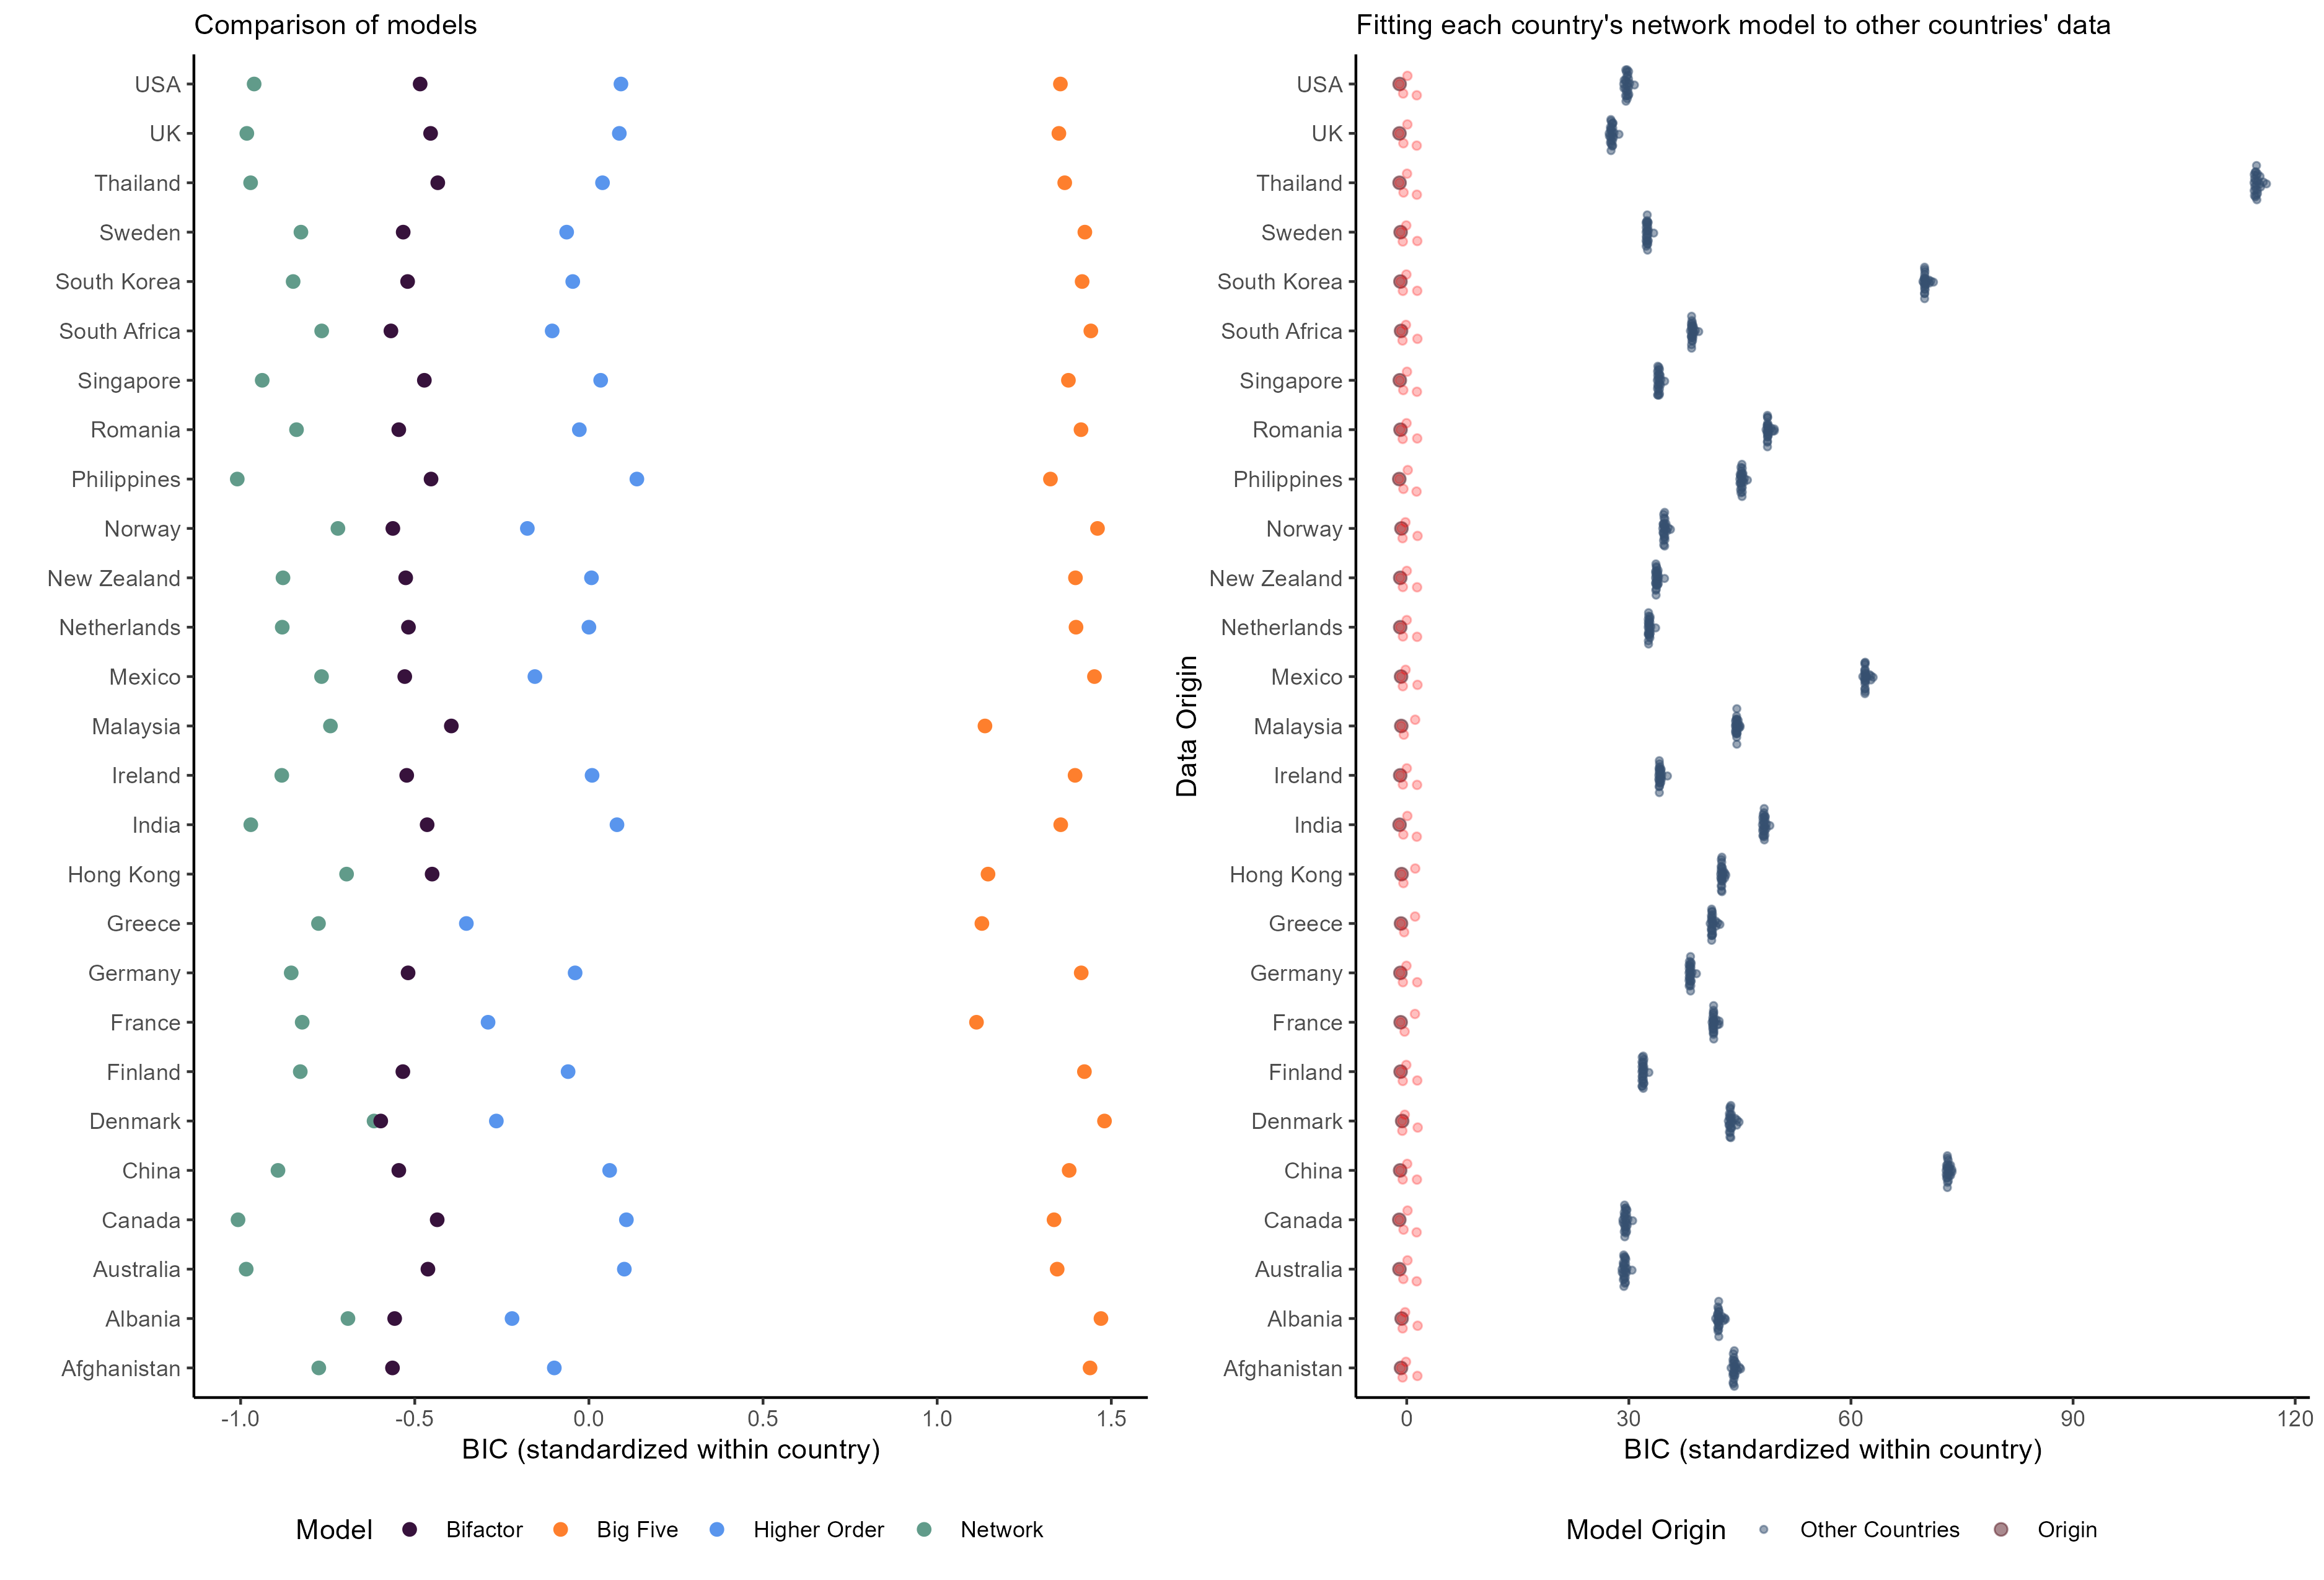 Comparison of models
USA
UK
Thailand
Sweden
South Korea
South Africa
Singapore
Romania
Philippines
Norway
New Zealand
Netherlands
Mexico
Malaysia
Ireland
India
Hong Kong
Greece
Germany
France
Finland
Denmark
China
Canada
Australia
Albania
Afghanistan
-1.0 -0.5 0.0 0.5 1.0 1.5
BIC (standardized within country)
Model Bifactor Big Five Higher Order Network
Fitting each country's network model to other countries' data
Data Origin
USA
UK
Thailand
Sweden
South Korea
South Africa
Singapore
Romania
Philippines
Norway
New Zealand
Netherlands
Mexico
Malaysia
Ireland
India
Hong Kong
Greece
Germany
France
Finland
Denmark
China
Canada
Australia
Albania
Afghanistan
0 30 60 90 120
BIC (standardized within country)
Model Origin Other Countries Origin